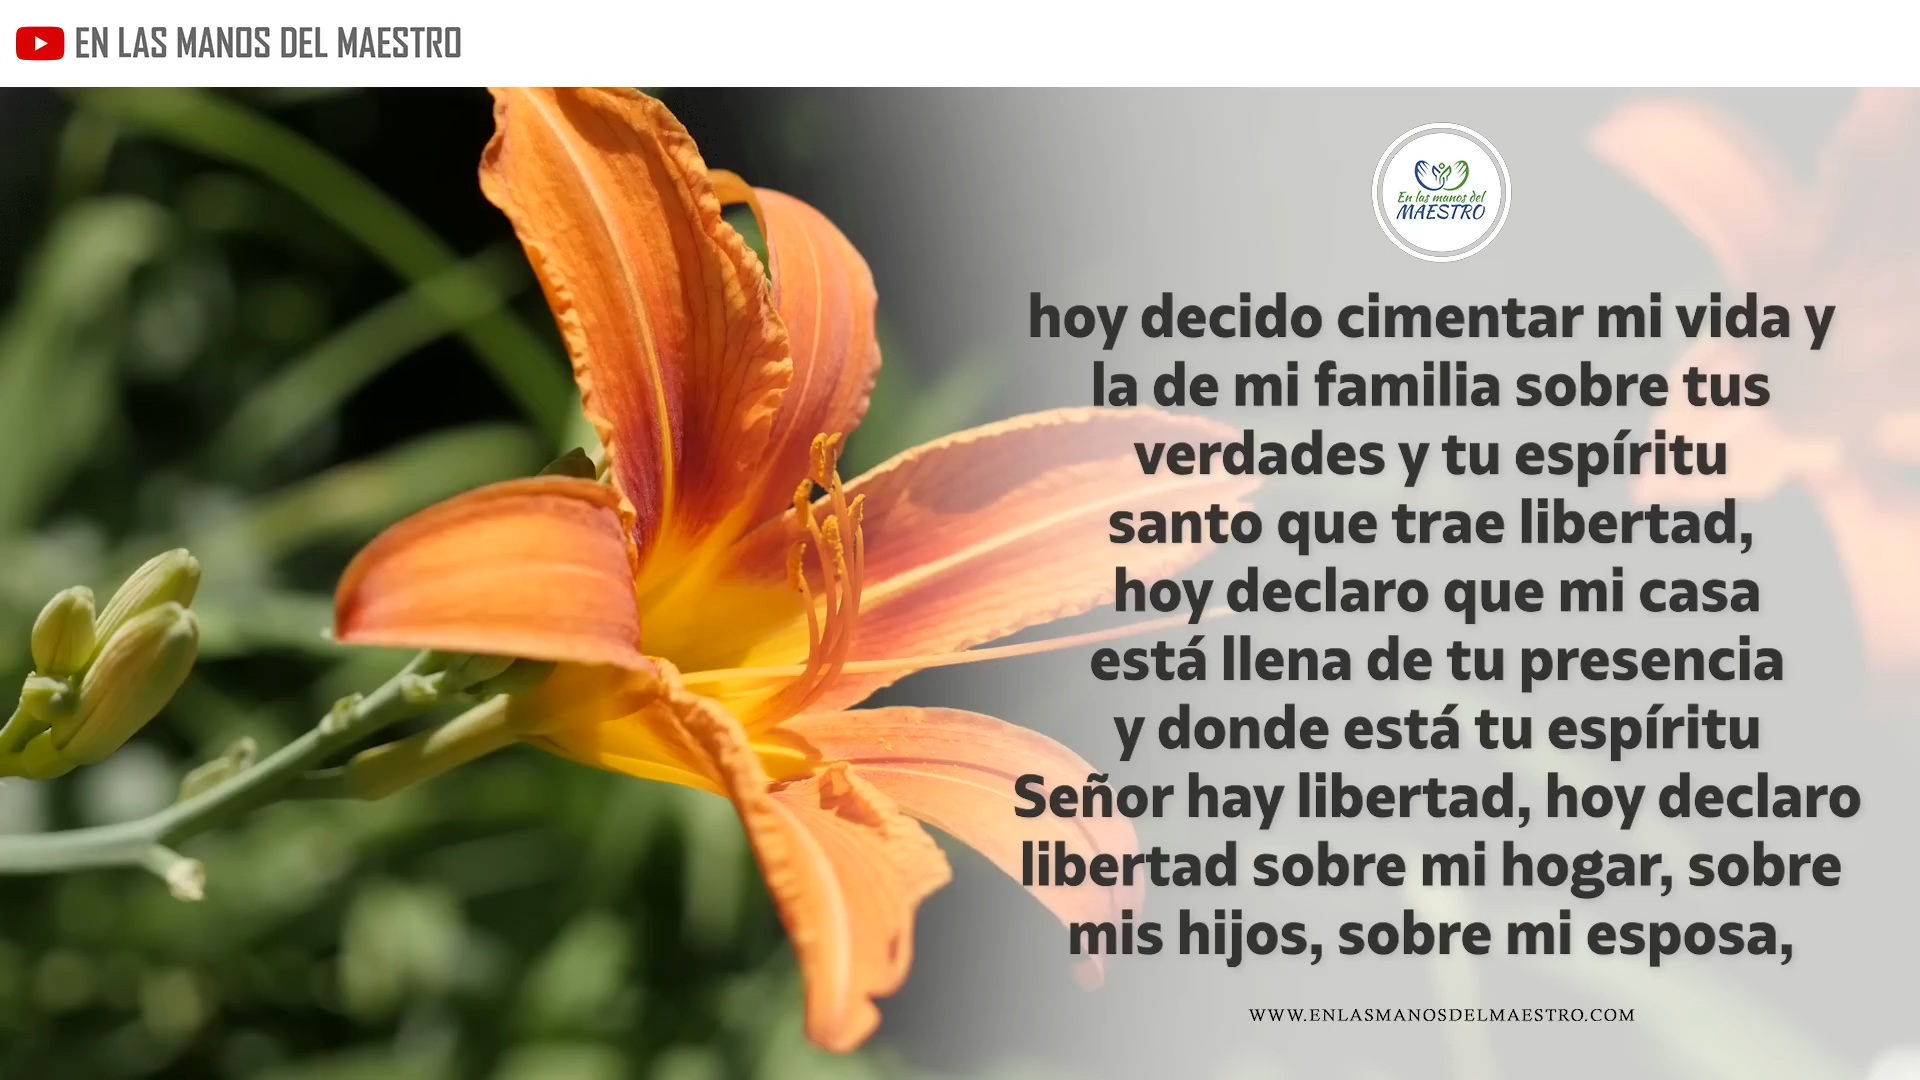 EN LAS MANOS DEL MAESTRO
En las manos del
MAESTRO
hoy decido cimentar mi vida y
la de mi familia sobre tus
verdades y tu espíritu
santo que trae libertad,
hoy declaro que mi casa
está llena de tu presencia
y donde está tu espíritu
Señor hay libertad, hoy declaro
libertad sobre mi hogar, sobre
mis hijos, sobre mi esposa,
WWW.ENLASMANOSDELMAESTRO.COM